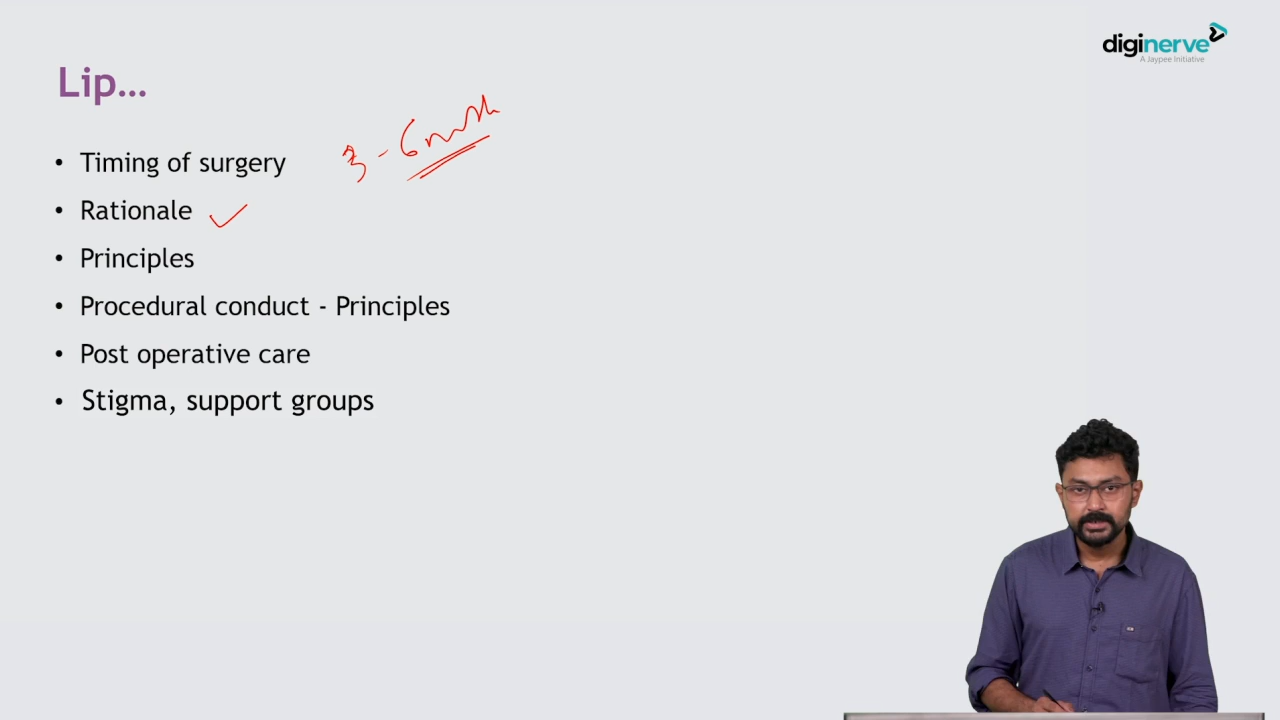 diginerve
A Jaypee Initiative
Lip...
• Timing of surgery
3-6 mnth
• Rationale
• Principles
• Procedural conduct - Principles
• Post operative care
• Stigma, support groups